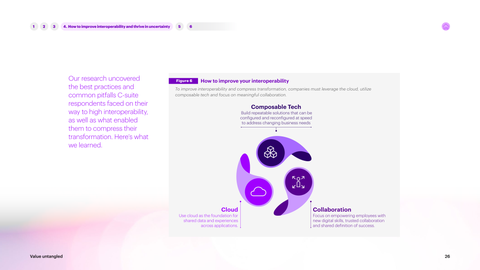 1 2 3 4. How to improve interoperability and thrive in uncertainty 5 6
Our research uncovered
the best practices and
common pitfalls C-suite
respondents faced on their
way to high interoperability,
as well as what enabled
them to compress their
transformation. Here's what
we learned.
Figure 6 How to improve your interoperability
To improve interoperability and compress transformation, companies must leverage the cloud, utilize
composable tech and focus on meaningful collaboration
Composable Tech
Build repeatable solutions that can be
configured and reconfigured at speed
to address changing business needs
Cloud
Use cloud as the foundation for
shared data and experiences
across applications.
Collaboration
Focus on empowering employees with
new digital skills, trusted collaboration
and shared definition of success.
Value untangled
26